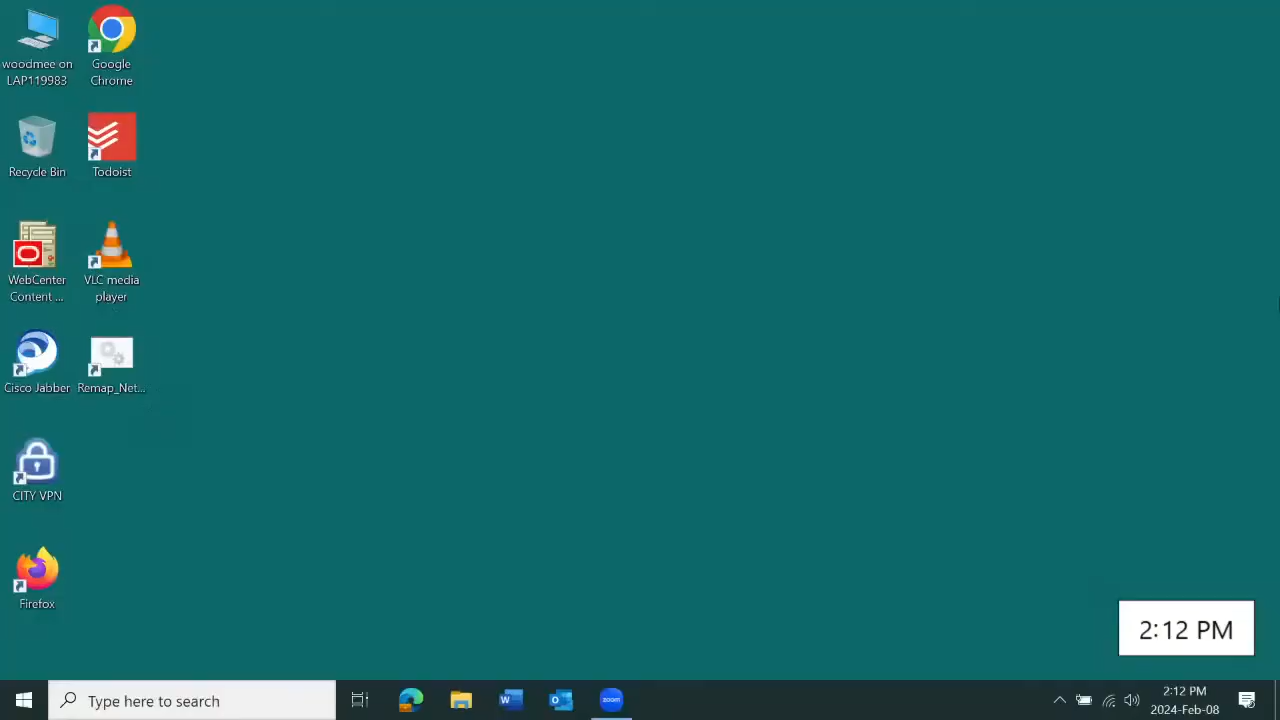 woodmee on
LAP119983
Google
Chrome
Recycle Bin
Todoist
WebCenter
Content ...
VLC media
player
Cisco Jabber
Remap_Net...
CITY VPN
Firefox
2:12 PM
Type here to search
zoom
2:12 PM
2024-Feb-08